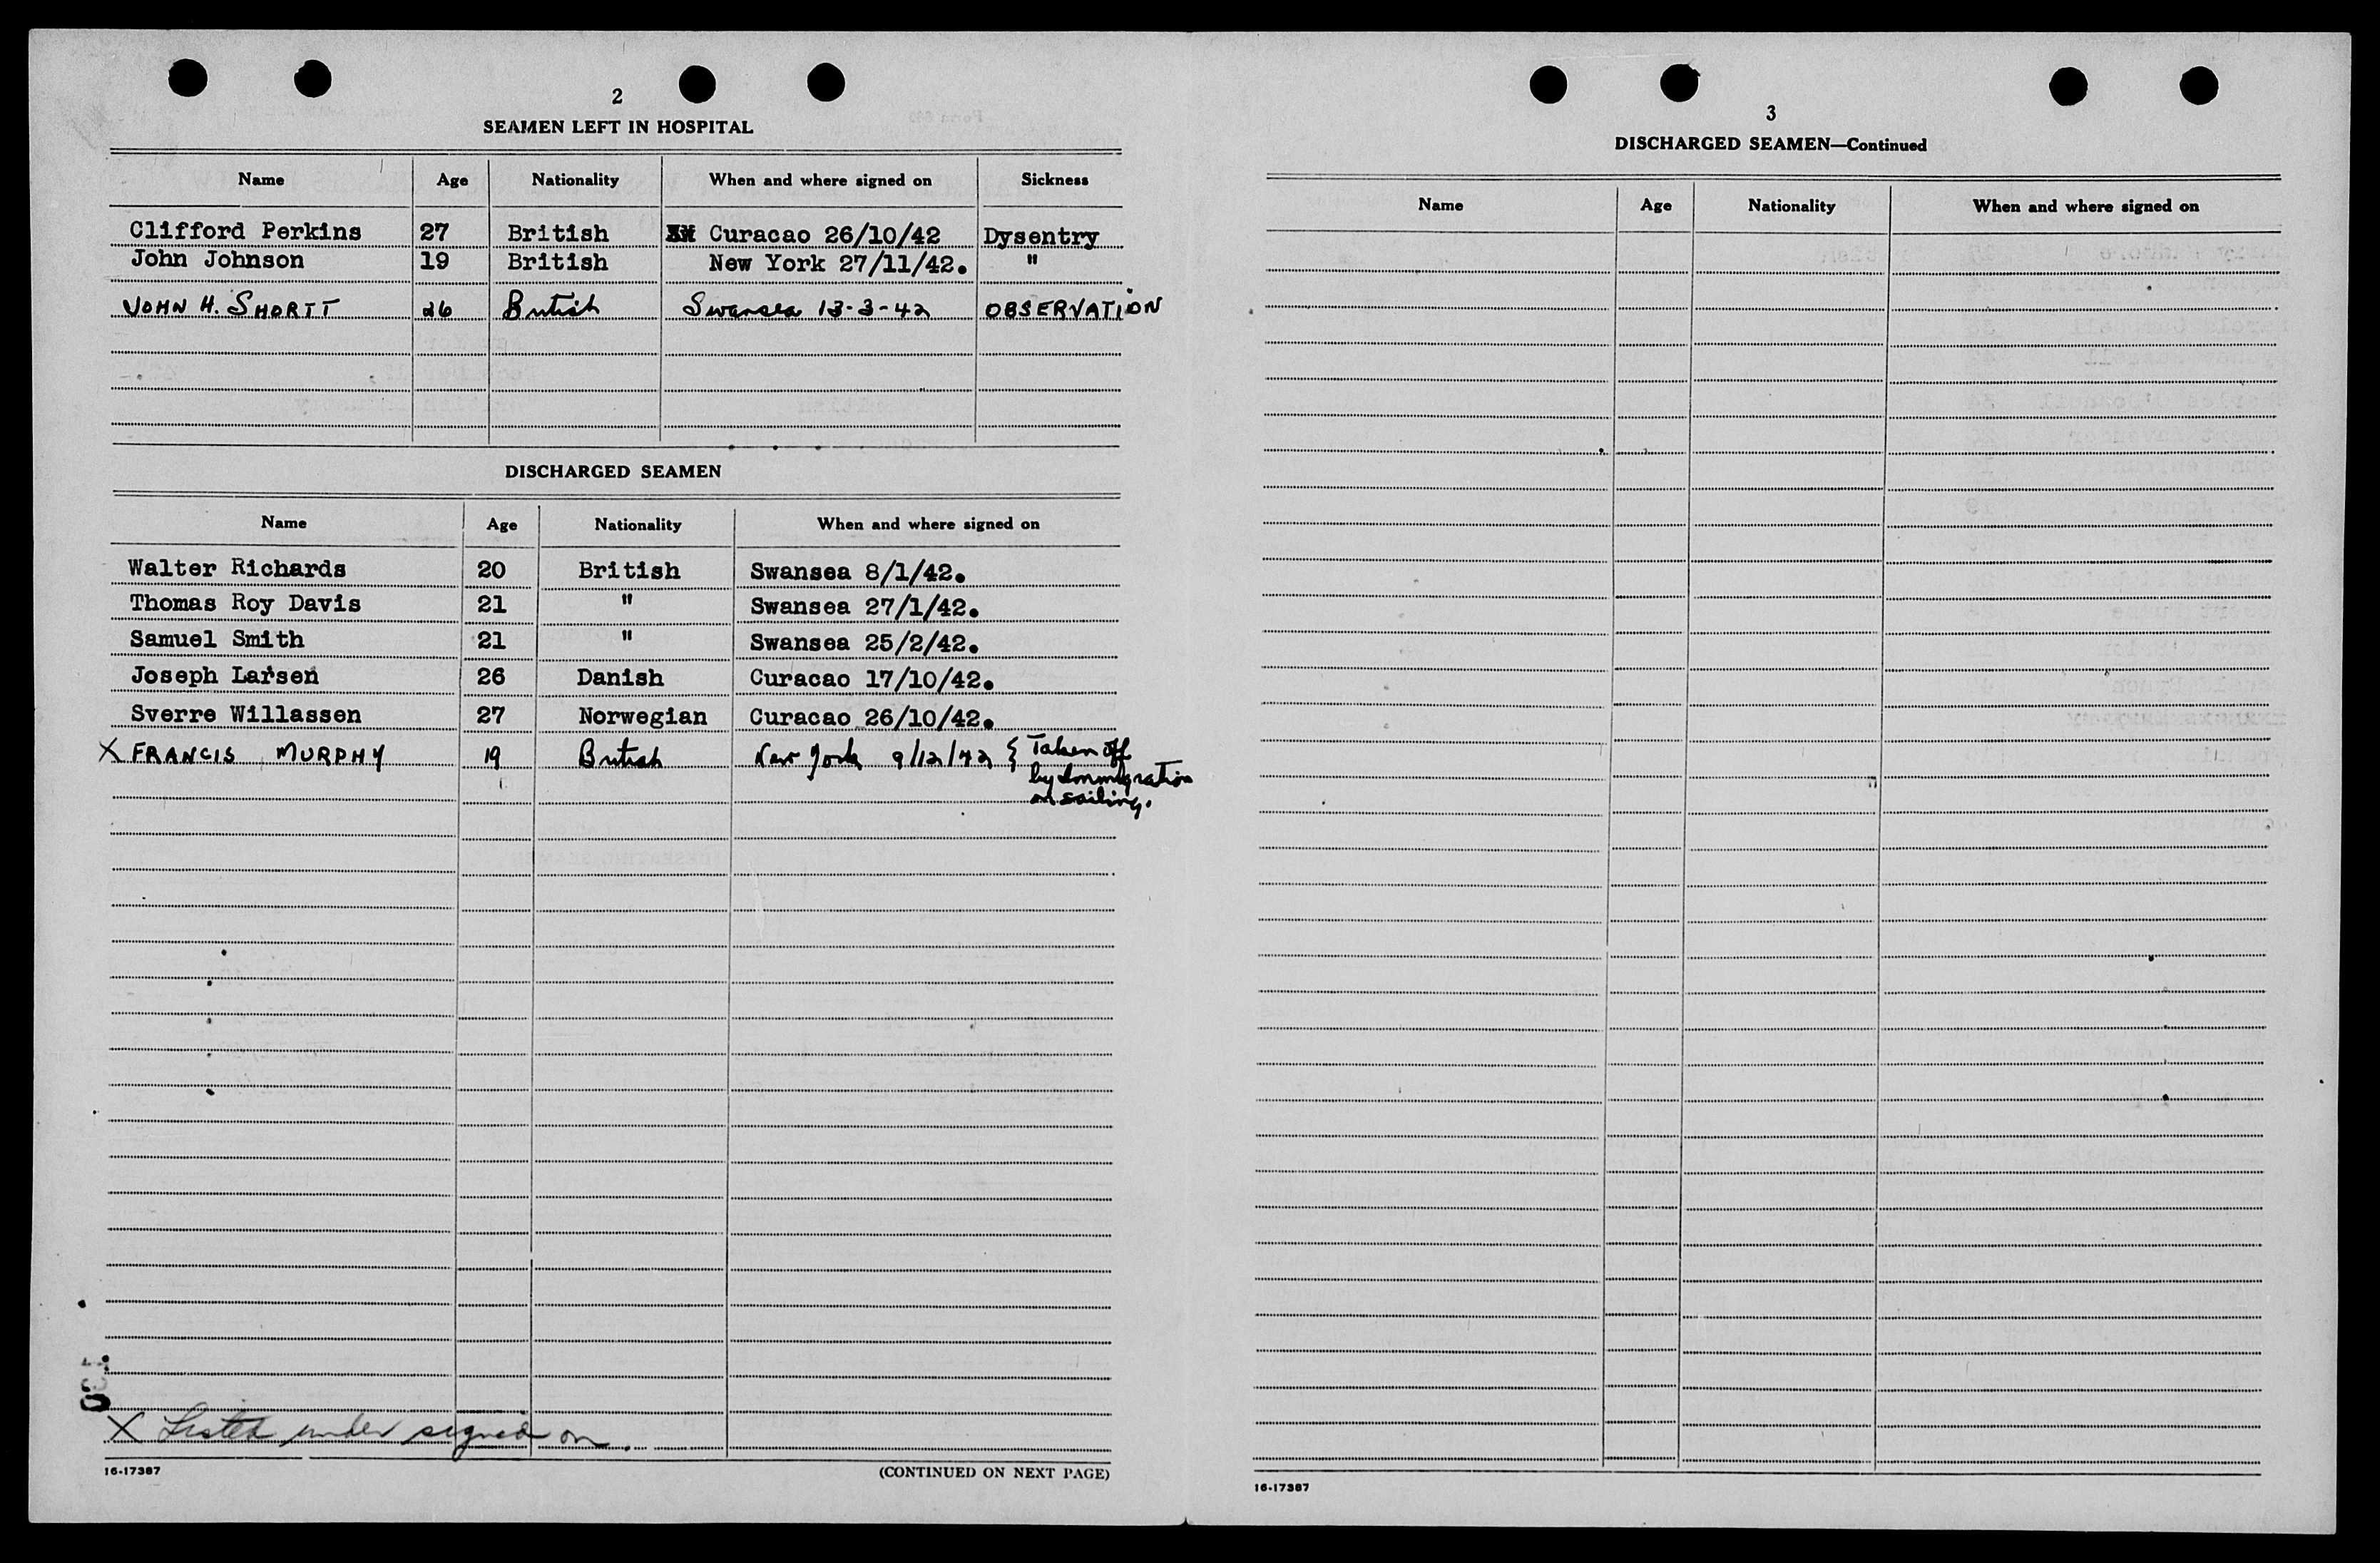 2
SEAMEN LEFT IN HOSPITAL
Name Age Nationality When and where signed on Sickness
Clifford Perkins 27 British Curacao 26/10/42 Dysentry
John Johnson 19 British New York 27/11/42. "
JOHN H. SHORTT 26 British Swansea 13-3-42 OBSERVATION
DISCHARGED SEAMEN
Name Age Nationality When and where signed on
Walter Richards 20 British Swansea 8/1/42.
Thomas Roy Davis 21 " Swansea 27/1/42.
Samuel Smith 21 " Swansea 25/2/42.
Joseph Larsen 26 Danish Curacao 17/10/42.
Sverre Willassen 27 Norwegian Curacao 26/10/42.
X FRANCIS MURPHY 19 British New York 9/12/42 { Taken off
by Immigration
on sailing.
X Listed under signed on.
16-17387 (CONTINUED ON NEXT PAGE)
3
DISCHARGED SEAMEN—Continued
Name Age Nationality When and where signed on
16-17387